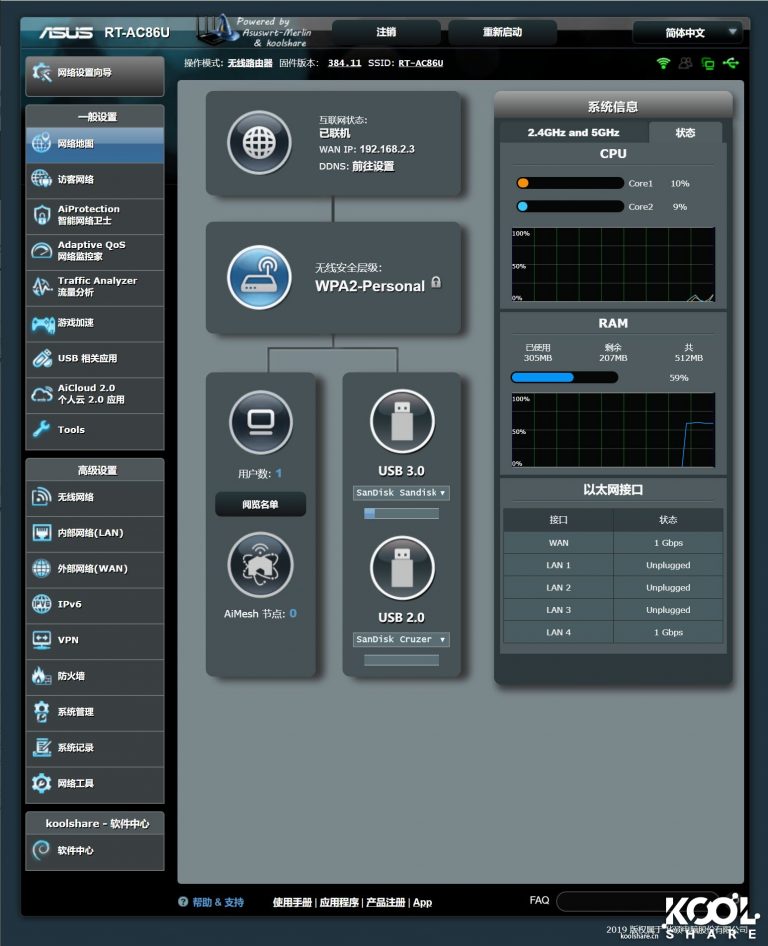 ASUS RT-AC86U
Powered by
Asuswrt-Merlin
& koolshare
注销
重新启动
简体中文
操作模式: 无线路由器 固件版本: 384.11 SSID: RT-AC86U
网络设置向导
一般设置
网络地图
访客网络
AiProtection
智能网络卫士
Adaptive QoS
网络监控家
Traffic Analyzer
流量分析
游戏加速
USB 相关应用
AiCloud 2.0
个人云 2.0 应用
Tools
高级设置
无线网络
内部网络(LAN)
外部网络(WAN)
IPv6
VPN
防火墙
系统管理
系统记录
网络工具
koolshare - 软件中心
软件中心
互联网状态:
已联机
WAN IP: 192.168.2.3
DDNS: 前往设置
无线安全层级:
WPA2-Personal
用户数: 1
阅览名单
AiMesh 节点: 0
USB 3.0
SanDisk Sandisk
USB 2.0
SanDisk Cruzer
系统信息
2.4GHz and 5GHz 状态
CPU
Core1 10%
Core2 9%
100%
50%
0%
RAM
已使用 剩余 共
305MB 207MB 512MB
59%
100%
50%
0%
以太网接口
接口 状态
WAN 1 Gbps
LAN 1 Unplugged
LAN 2 Unplugged
LAN 3 Unplugged
LAN 4 1 Gbps
帮助 & 支持
使用手册 | 应用程序 | 产品注册 | App
FAQ
2019 版权属于华硕电脑股份有限公司
KOOL
SHARE
koolshare.cn